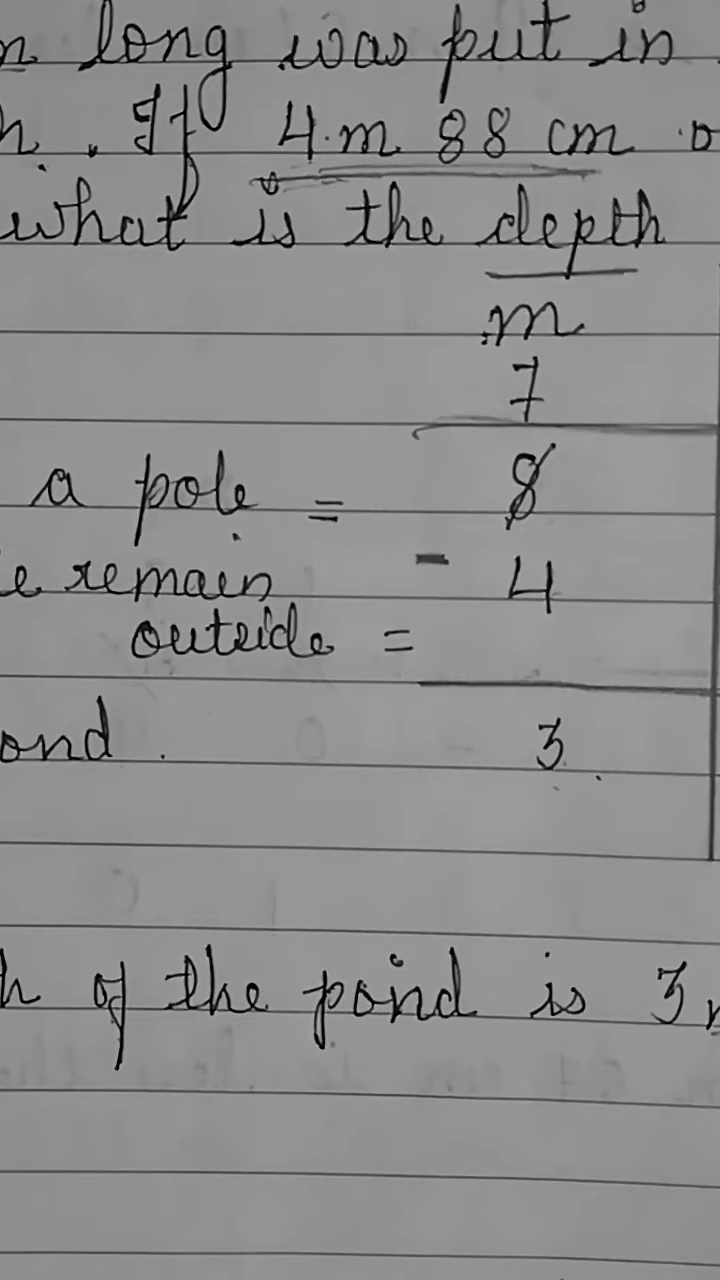 long was put in
. If 4 m 88 cm
what is the depth
m
7
a pole = 8
remain - 4
outside =
ond. 3
of the pond is 3